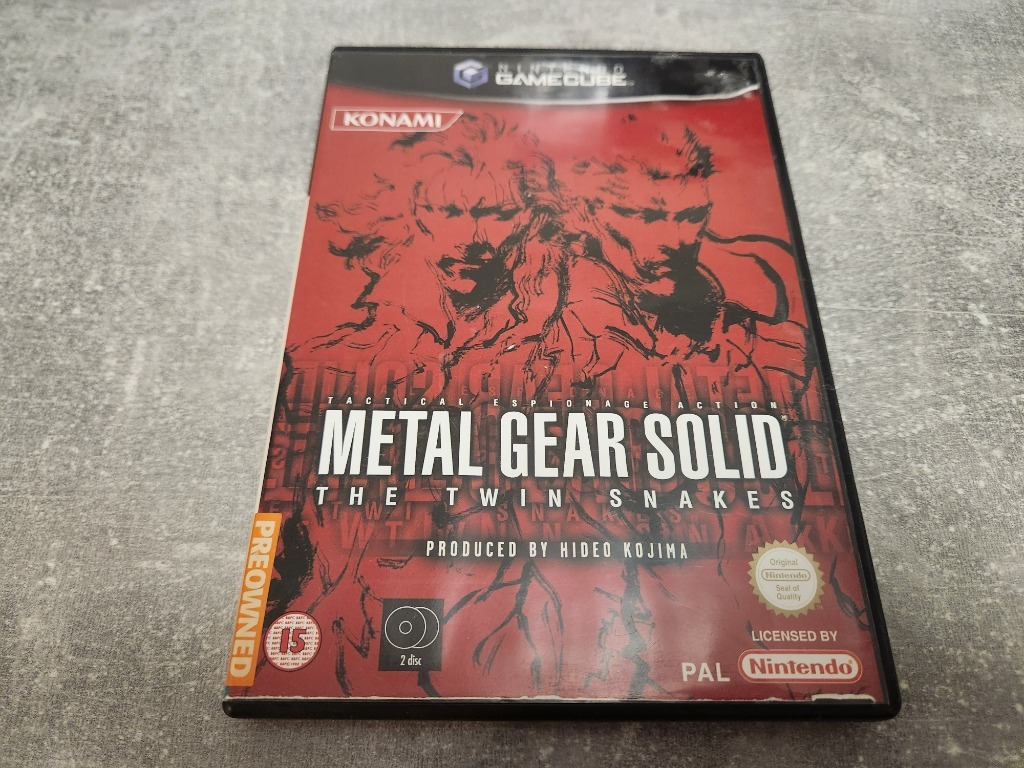 NINTENDO
GAMECUBE™
KONAMI
TACTICAL ESPIONAGE ACTION
METAL GEAR SOLID
THE TWIN SNAKES
PRODUCED BY HIDEO KOJIMA
PREOWNED
15
2 disc
Original
Nintendo
Seal of
Quality
LICENSED BY
PAL Nintendo